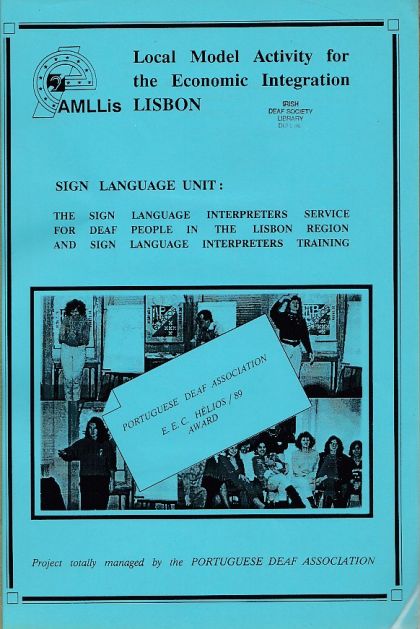 Local Model Activity for
the Economic Integration
AMLLis LISBON
IRISH
DEAF SOCIETY
LIBRARY
SIGN LANGUAGE UNIT:
THE SIGN LANGUAGE INTERPRETERS SERVICE
FOR DEAF PEOPLE IN THE LISBON REGION
AND SIGN LANGUAGE INTERPRETERS TRAINING
PORTUGUESE DEAF ASSOCIATION
E.E.C HÉLIOS/89
AWARD
Project totally managed by the PORTUGUESE DEAF ASSOCIATION